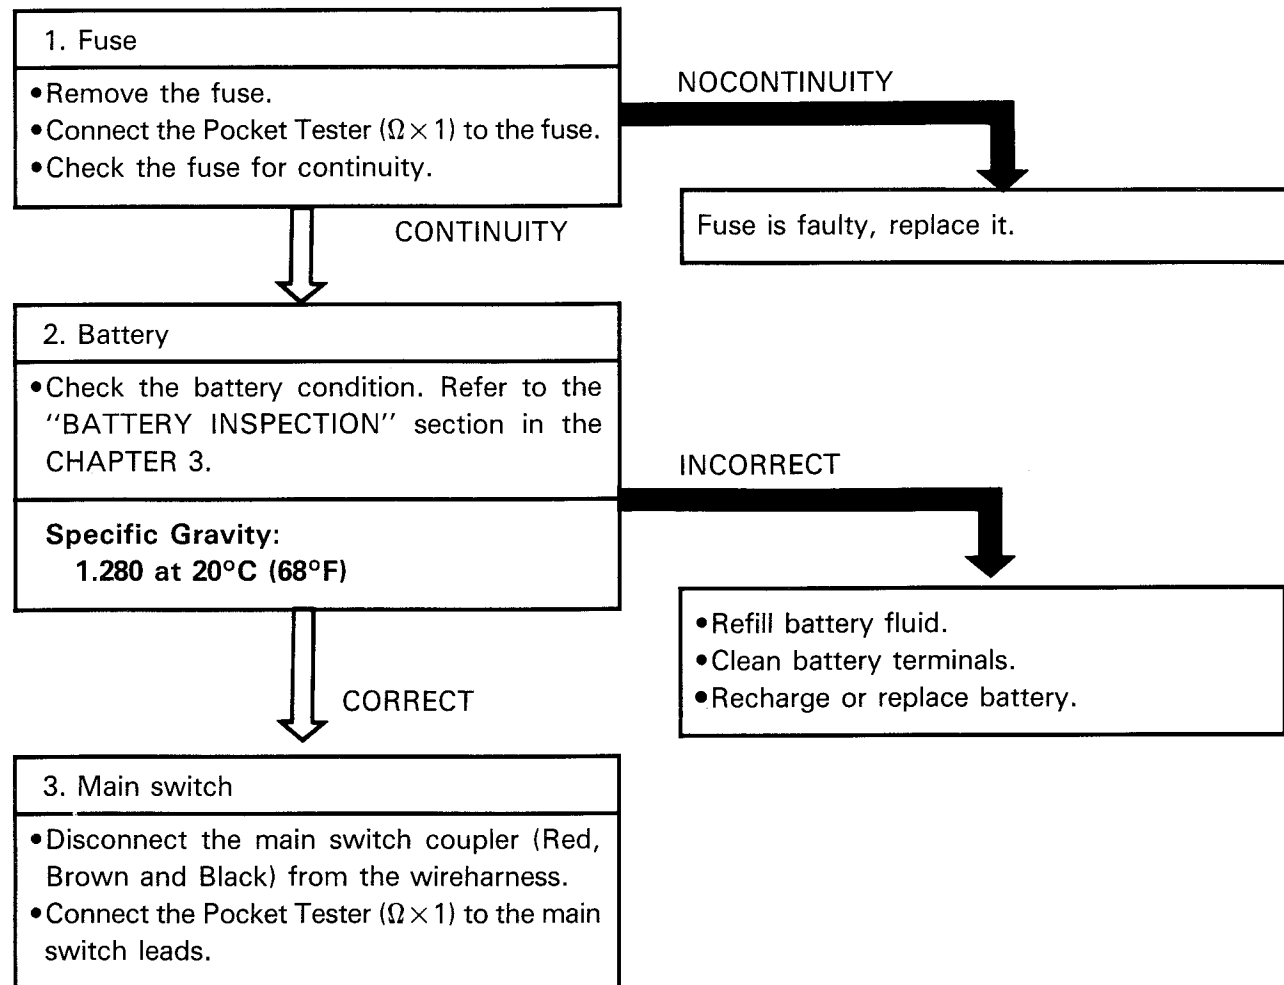 1. Fuse
•Remove the fuse.
•Connect the Pocket Tester (Ω×1) to the fuse.
•Check the fuse for continuity.
NOCONTINUITY
Fuse is faulty, replace it.
CONTINUITY
2. Battery
•Check the battery condition. Refer to the
"BATTERY INSPECTION" section in the
CHAPTER 3.
Specific Gravity:
1.280 at 20°C (68°F)
INCORRECT
•Refill battery fluid.
•Clean battery terminals.
•Recharge or replace battery.
CORRECT
3. Main switch
•Disconnect the main switch coupler (Red,
Brown and Black) from the wireharness.
•Connect the Pocket Tester (Ω×1) to the main
switch leads.